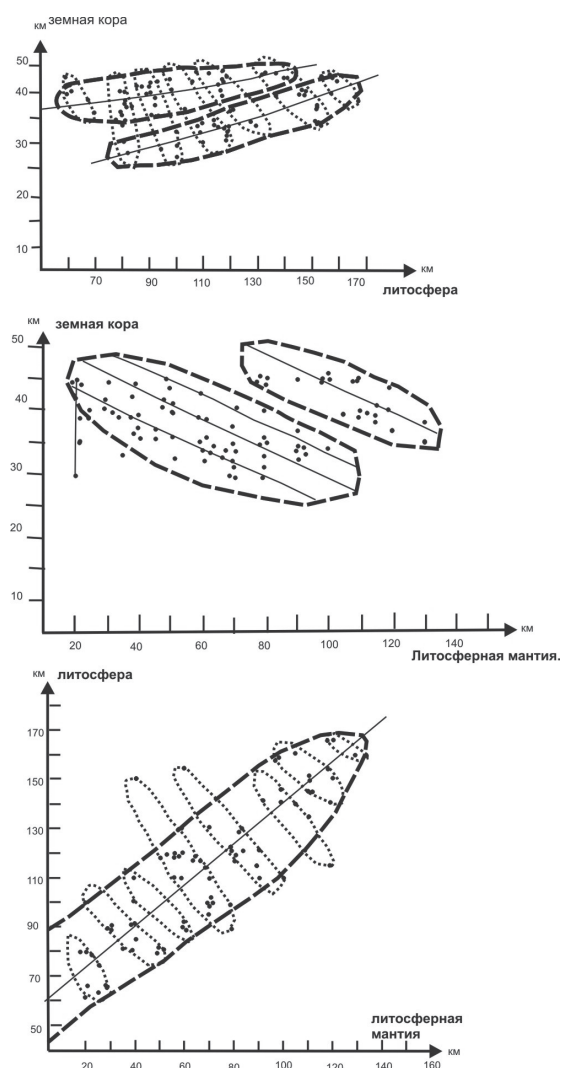 км земная кора
50
40
30
20
10
70 90 110 130 150 170
км
литосфера
км земная кора
50
40
30
20
10
20 40 60 80 100 120 140
км
Литосферная мантия.
км литосфера
170
150
130
110
90
70
50
литосферная
мантия
20 40 60 80 100 120 140 160 км